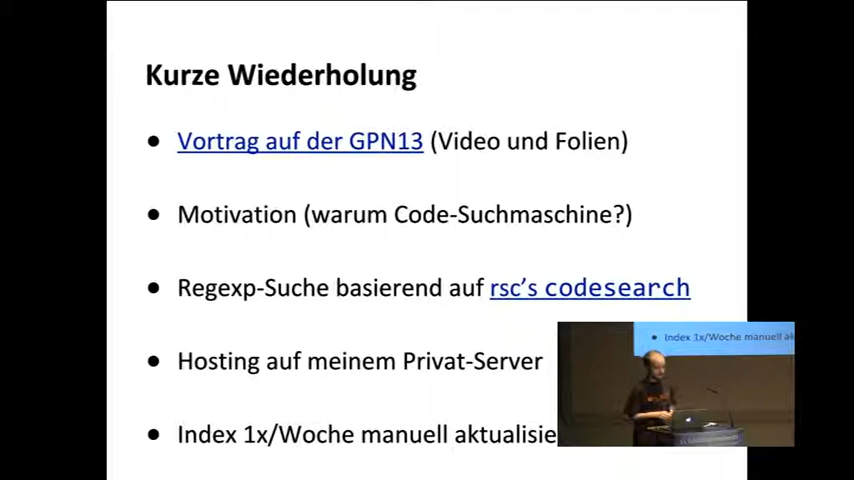 Kurze Wiederholung
Vortrag auf der GPN13 (Video und Folien)
Motivation (warum Code-Suchmaschine?)
Regexp-Suche basierend auf rsc's codesearch
Hosting auf meinem Privat-Server
Index 1x/Woche manuell aktualisie
Index 1x/Woche manuell ak